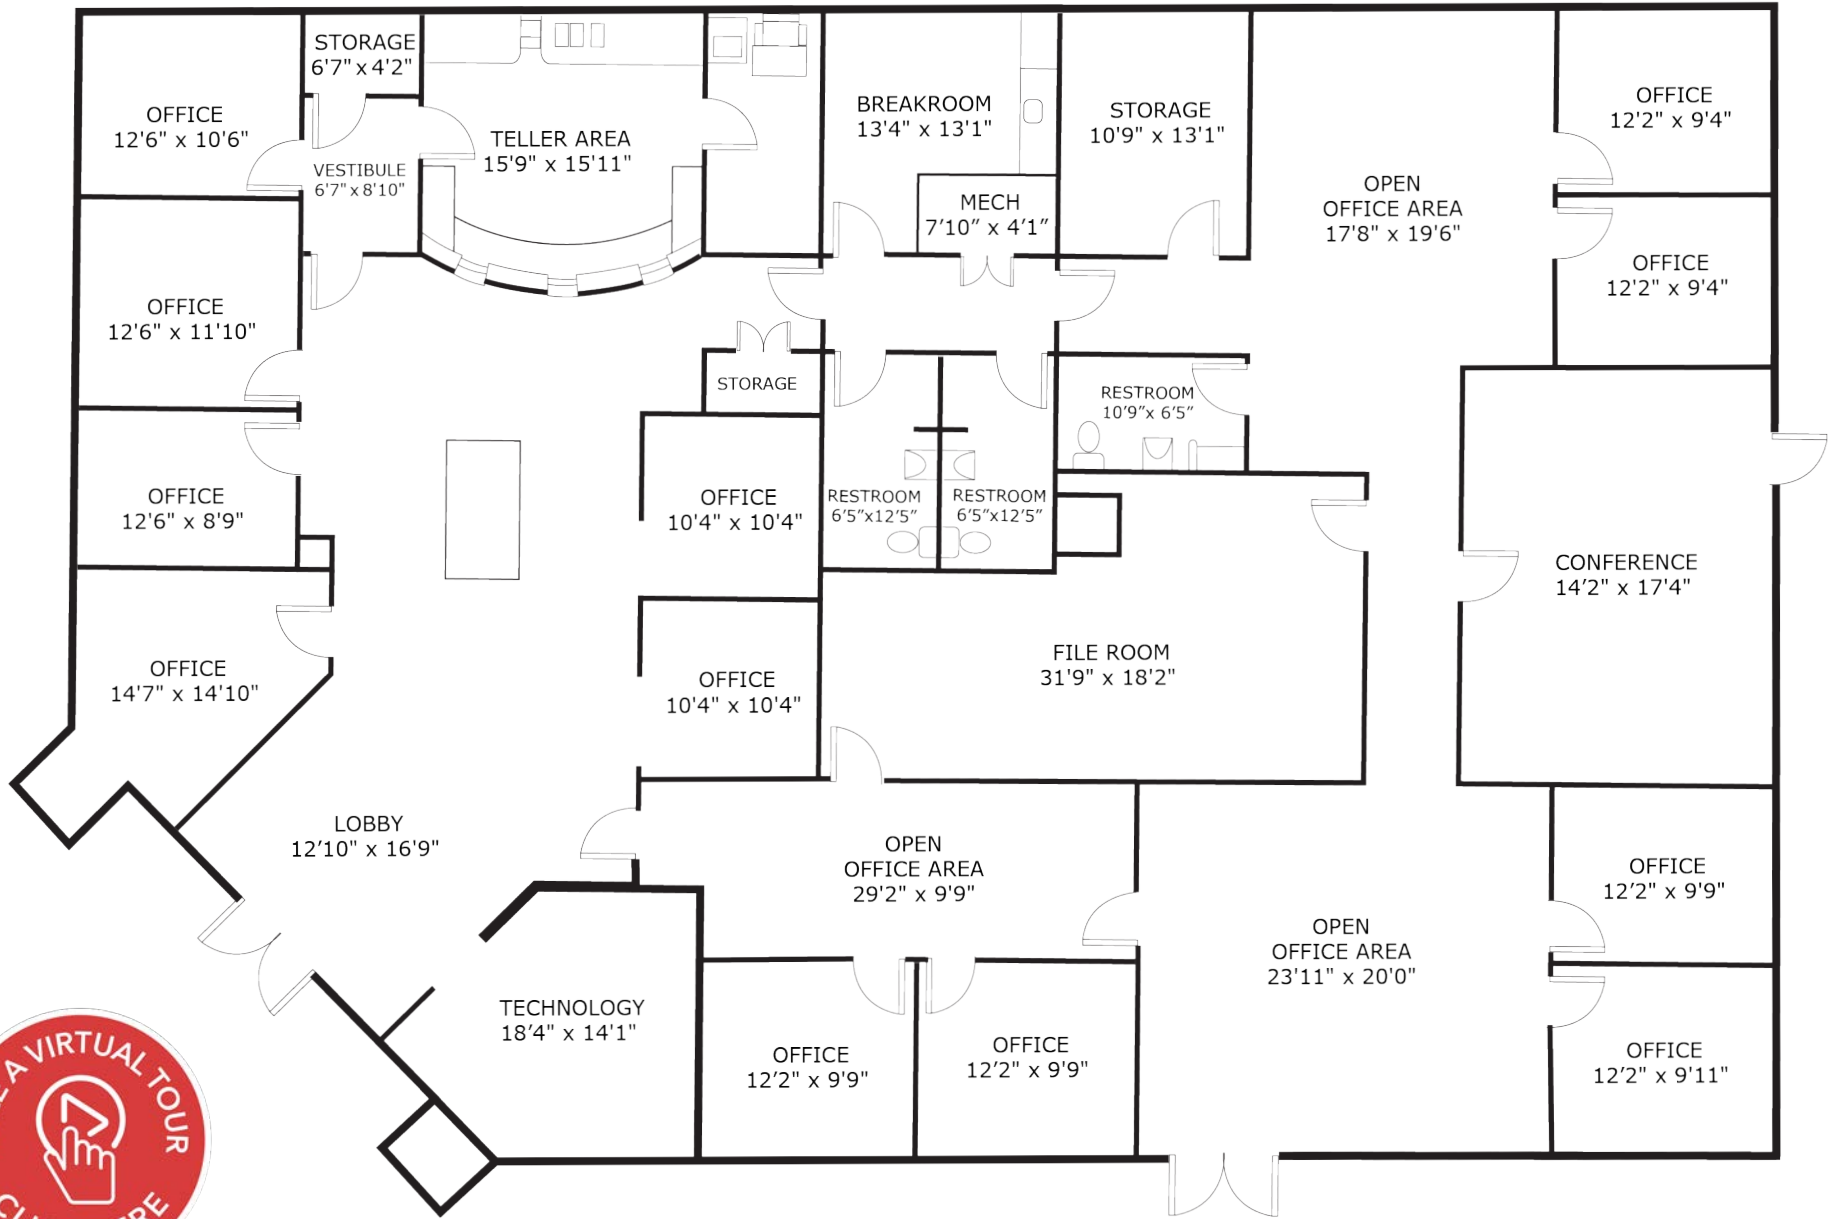 STORAGE
6'7" x 4'2"
OFFICE
12'6" x 10'6"
VESTIBULE
6'7" x 8'10"
TELLER AREA
15'9" x 15'11"
BREAKROOM
13'4" x 13'1"
MECH
7'10" x 4'1"
STORAGE
10'9" x 13'1"
OPEN
OFFICE AREA
17'8" x 19'6"
OFFICE
12'2" x 9'4"
OFFICE
12'2" x 9'4"
OFFICE
12'6" x 11'10"
STORAGE
RESTROOM
10'9"x 6'5"
OFFICE
12'6" x 8'9"
OFFICE
10'4" x 10'4"
RESTROOM
6'5"x12'5"
RESTROOM
6'5"x12'5"
CONFERENCE
14'2" x 17'4"
OFFICE
14'7" x 14'10"
OFFICE
10'4" x 10'4"
FILE ROOM
31'9" x 18'2"
LOBBY
12'10" x 16'9"
OPEN
OFFICE AREA
29'2" x 9'9"
OFFICE
12'2" x 9'9"
OPEN
OFFICE AREA
23'11" x 20'0"
TECHNOLOGY
18'4" x 14'1"
OFFICE
12'2" x 9'9"
OFFICE
12'2" x 9'9"
OFFICE
12'2" x 9'11"
A VIRTUAL TOUR